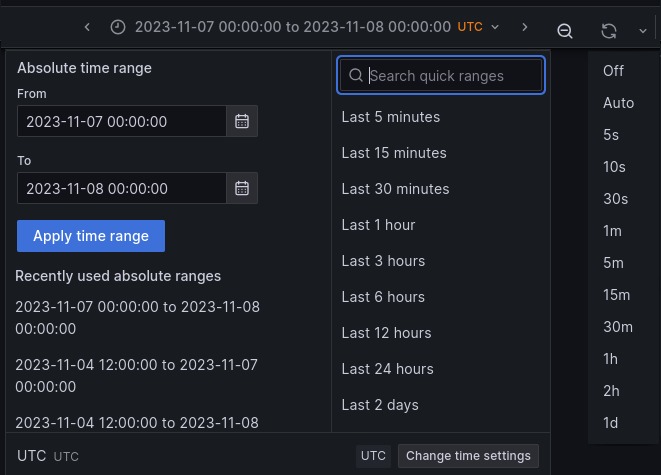 2023-11-07 00:00:00 to 2023-11-08 00:00:00 UTC
Absolute time range
From
2023-11-07 00:00:00
To
2023-11-08 00:00:00
Apply time range
Recently used absolute ranges
2023-11-07 00:00:00 to 2023-11-08
00:00:00
2023-11-04 12:00:00 to 2023-11-07
00:00:00
2023-11-04 12:00:00 to 2023-11-08
Search quick ranges
Last 5 minutes
Last 15 minutes
Last 30 minutes
Last 1 hour
Last 3 hours
Last 6 hours
Last 12 hours
Last 24 hours
Last 2 days
UTC UTC
UTC
Change time settings
Off
Auto
5s
10s
30s
1m
5m
15m
30m
1h
2h
1d